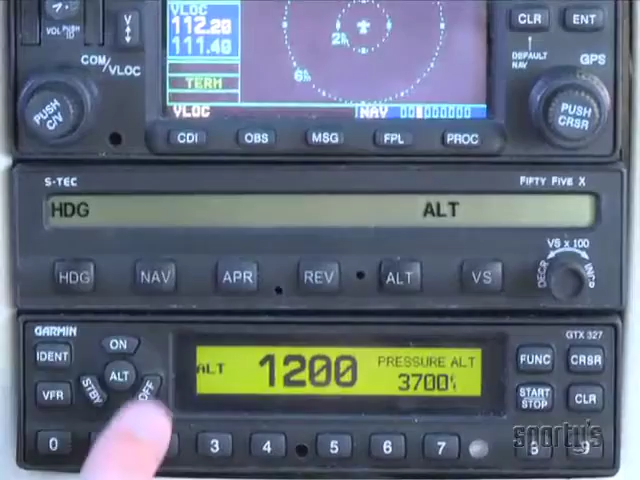 VLOC
112.20
111.40
TERM
VLOC
NAV
CLR
ENT
DEFAULT
NAV
GPS
COM/VLOC
PUSH
C/V
PUSH
CRSR
CDI
OBS
MSG
FPL
PROC
S-TEC
FIFTY FIVE X
HDG
ALT
VS x 100
DECR
INCR
HDG
NAV
APR
REV
ALT
VS
GARMIN
GTX 327
IDENT
ON
ALT
STBY
OFF
VFR
ALT
1200
PRESSURE ALT
3700
FUNC
CRSR
START
STOP
CLR
0
3
4
5
6
7
8
9
sporty's